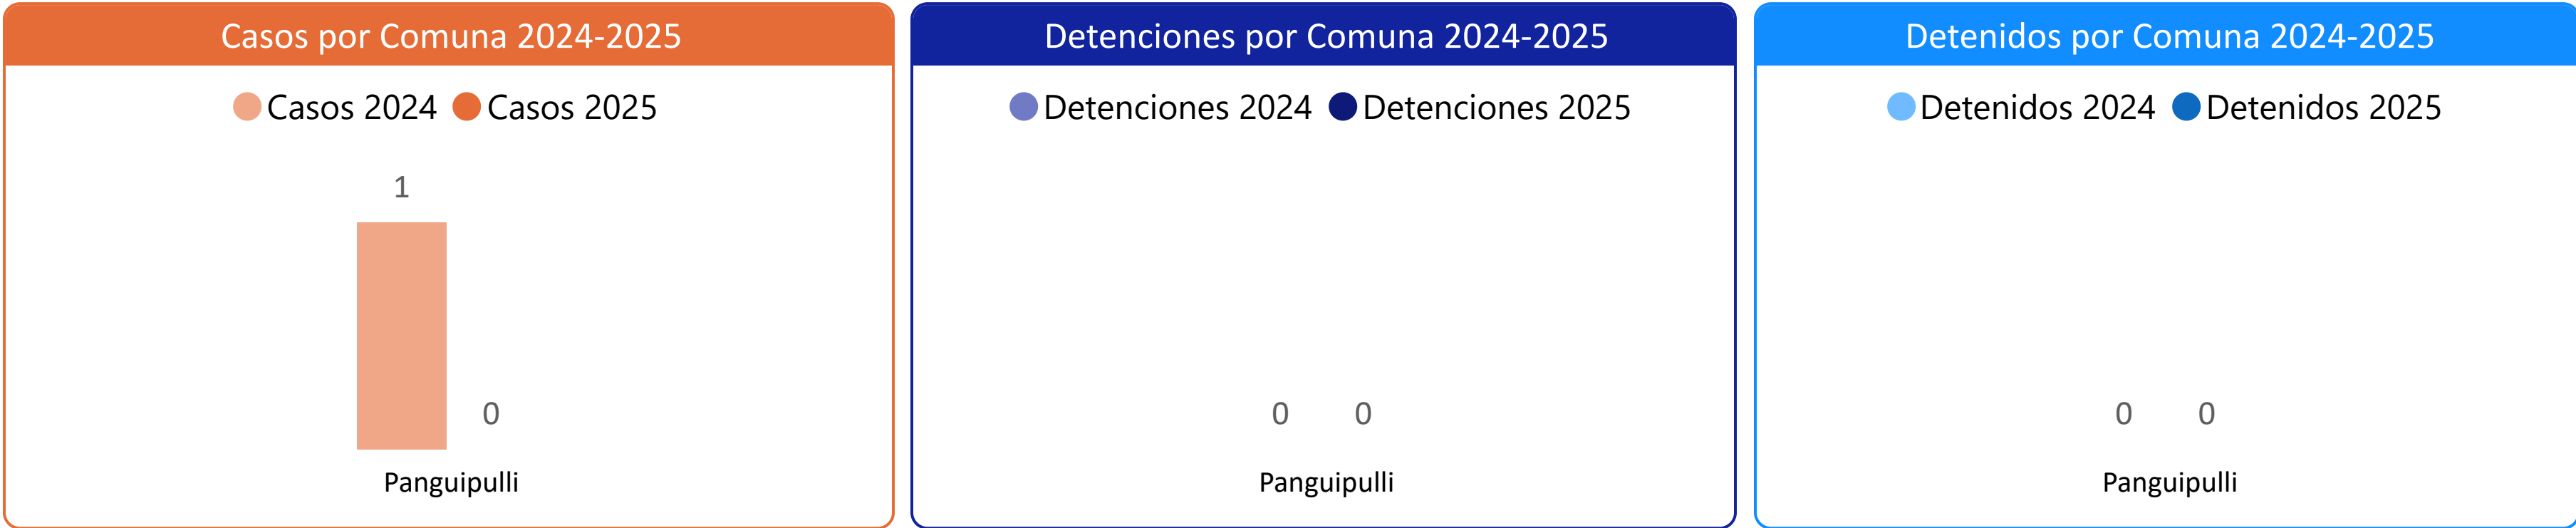 Casos por Comuna 2024-2025
Casos 2024 Casos 2025
1
0
Panguipulli
Detenciones por Comuna 2024-2025
Detenciones 2024 Detenciones 2025
0 0
Panguipulli
Detenidos por Comuna 2024-2025
Detenidos 2024 Detenidos 2025
0 0
Panguipulli